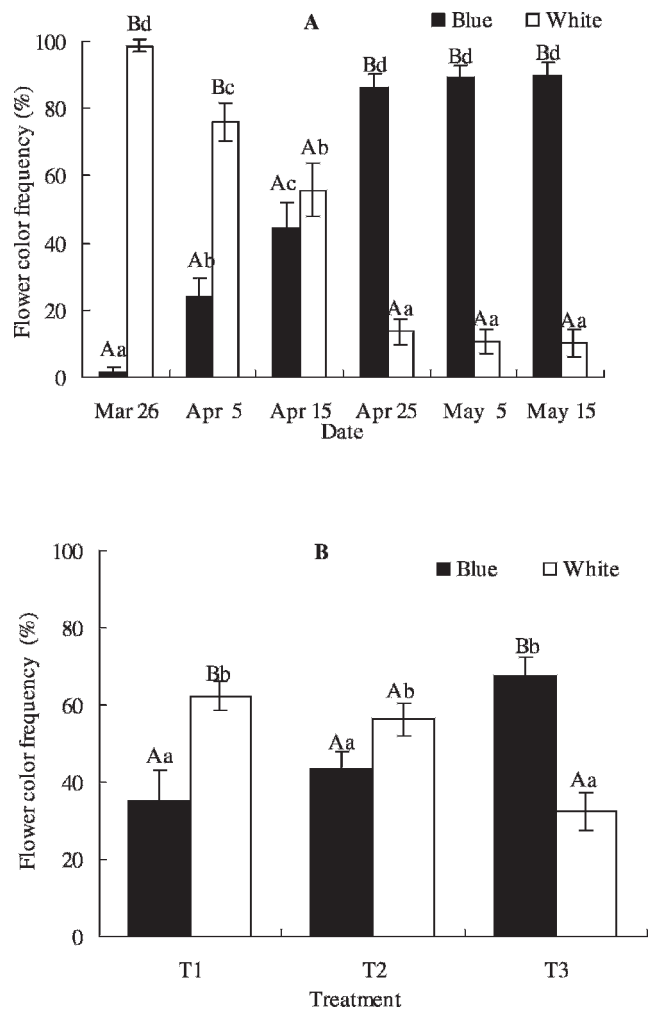 A
Blue White
Flower color frequency (%)
100
80
60
40
20
0
Bd Bc Ab Bd Bd Bd
Aa Ab Ac Aa Aa Aa
Mar 26 Apr 5 Apr 15 Apr 25 May 5 May 15
Date
B
Blue White
Flower color frequency (%)
100
80
60
40
20
0
Aa Bb Aa Ab Bb Aa
T1 T2 T3
Treatment